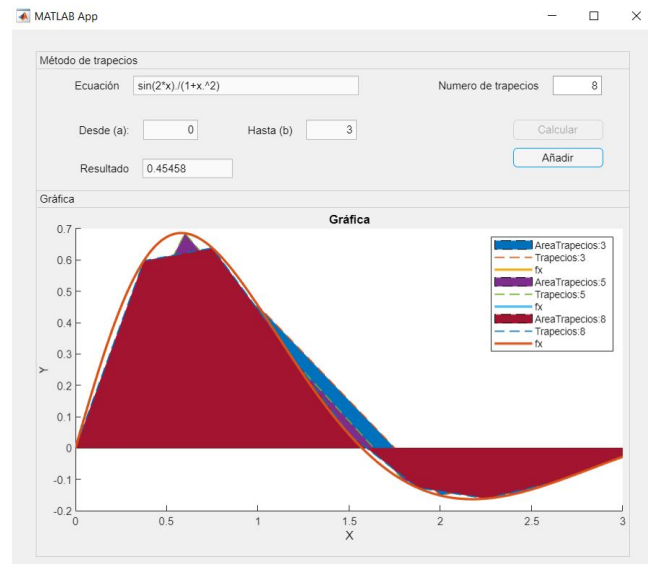 MATLAB App
Método de trapecios
Ecuación sin(2*x)./(1+x.^2) Numero de trapecios 8
Desde (a): 0 Hasta (b) 3 Calcular
Añadir
Resultado 0.45458
Gráfica
Gráfica
0.7
0.6
0.5
0.4
0.3
0.2
0.1
0
-0.1
-0.2
Y
AreaTrapecios:3
Trapecios:3
fx
AreaTrapecios:5
Trapecios:5
fx
AreaTrapecios:8
Trapecios:8
fx
0 0.5 1 1.5 2 2.5 3
X